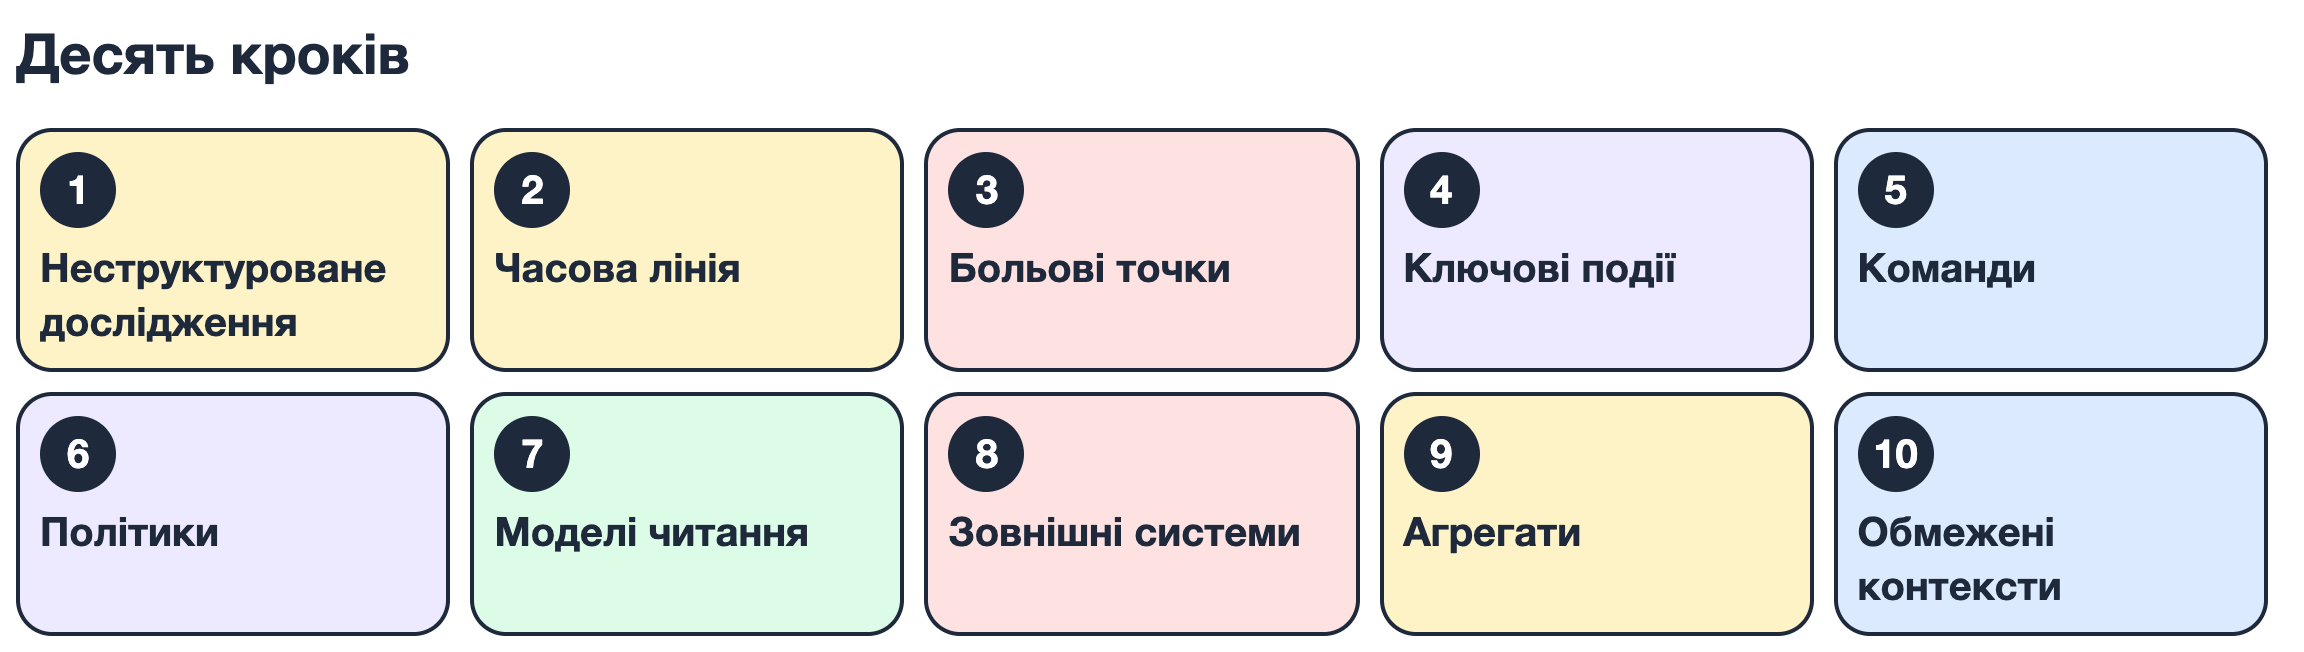 Десять кроків
1
Неструктуроване
дослідження
2
Часова лінія
3
Больові точки
4
Ключові події
5
Команди
6
Політики
7
Моделі читання
8
Зовнішні системи
9
Агрегати
10
Обмежені
контексти